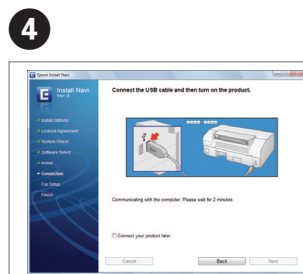 4
Epson Install Navi
Install Navi
Connect the USB cable and then turn on the product.
Install Options
License Agreement
System Check
Software Select
Install
Connection
Fax Setup
Finish
Communicating with the computer. Please wait for 2 minutes.
Connect your product later.
Cancel
Back
Next